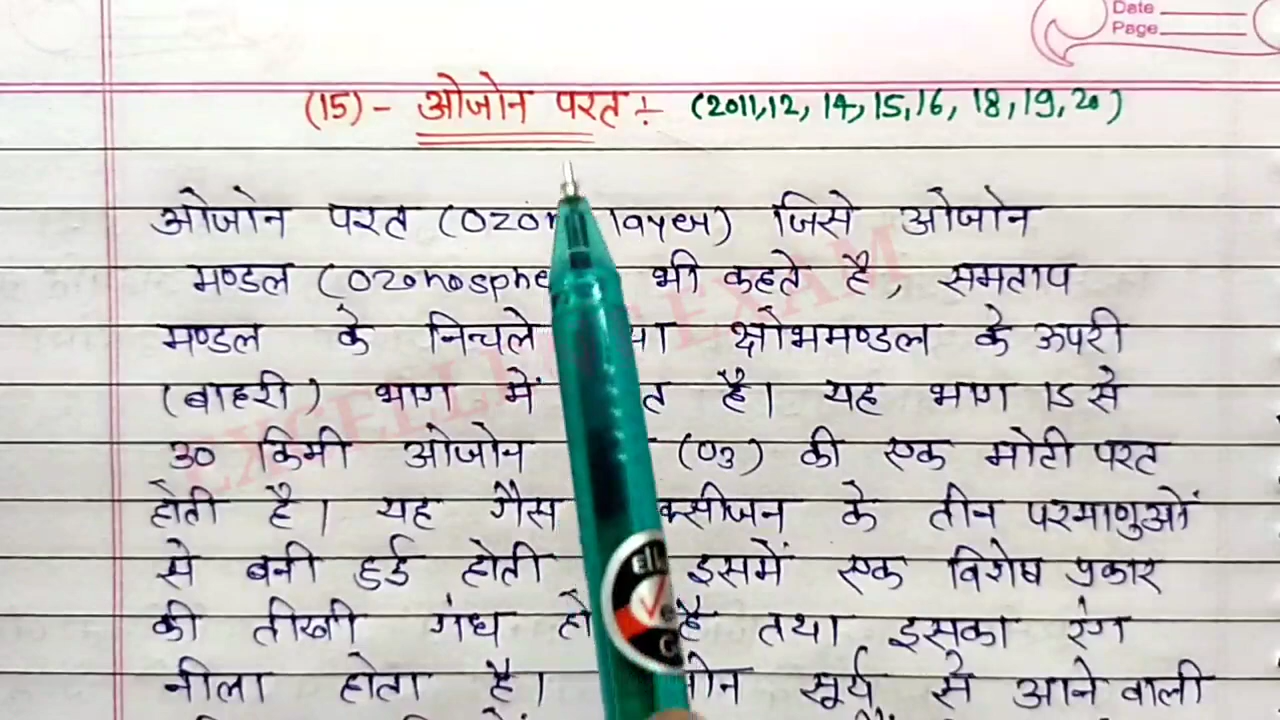 Date
Page
(15)- ओजोन परत ÷ (2011,12, 14, 15, 16, 18, 19, 20)
ओजोन परत (Ozon layer) जिसे ओजोन
मण्डल (Ozonosphe भी कहते है, समताप
मण्डल के निचले क्षोभमण्डल के ऊपरी
(बाहरी) भाग में है। यह भाग 15 से
30 किमी ओजोन (O3) की एक मोटी परत
होती है। यह गैस क्सीजन के तीन परमाणुओं
से बनी हुई होती इसमें एक विशेष प्रकार
की तीखी गंध हो है तथा इसका रंग
नीला होता है। सूर्य से आने वाली